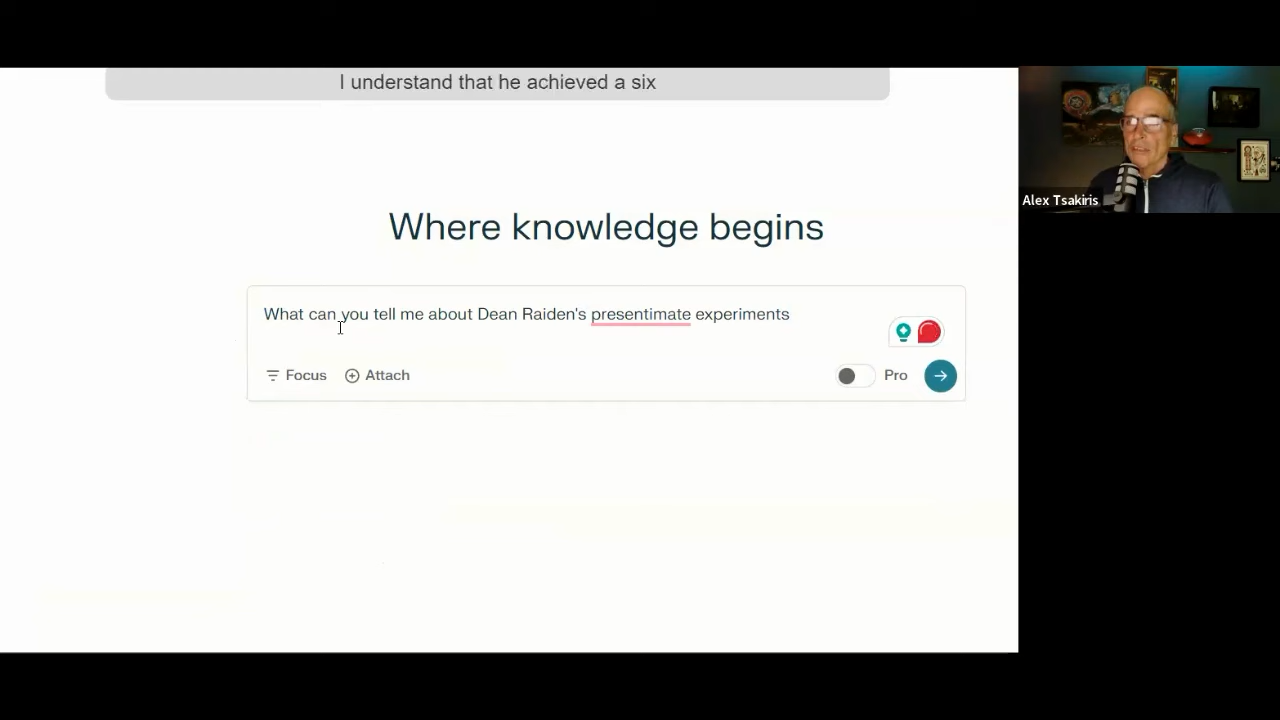 I understand that he achieved a six
Alex Tsakiris
Where knowledge begins
What can you tell me about Dean Raiden's presentimate experiments
Focus
Attach
Pro